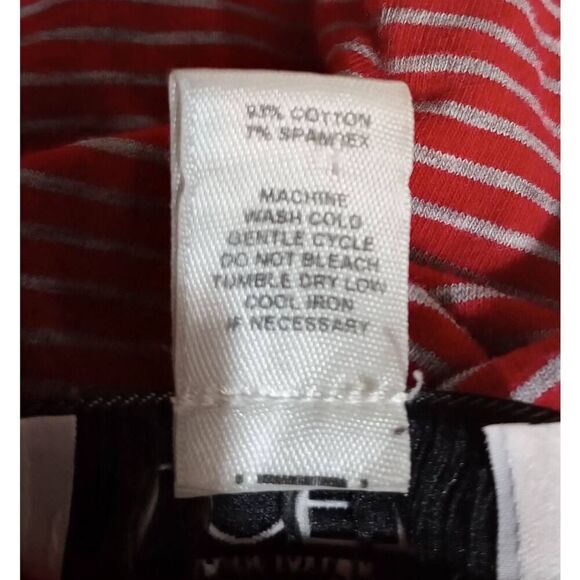 93% COTTON
7% SPANDEX
MACHINE
WASH COLD
GENTLE CYCLE
DO NOT BLEACH
TUMBLE DRY LOW
COOL IRON
IF NECESSARY